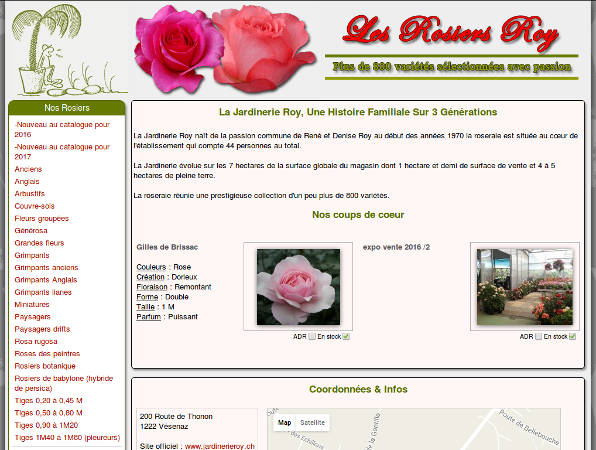 Les Rosiers Roy
Plus de 880 variétés sélectionnées avec passion
Nos Rosiers
-Nouveau au catalogue pour
2016
-Nouveau au catalogue pour
2017
Anciens
Anglais
Arbustifs
Couvre-sols
Fleurs groupées
Générosa
Grandes fleurs
Grimpants
Grimpants anciens
Grimpants Anglais
Grimpants lianes
Miniatures
Paysagers
Paysagers drifts
Rosa rugosa
Roses des peintres
Rosiers botanique
Rosiers de babylone (hybride
de persica)
Tiges 0,20 à 0,45 M
Tiges 0,50 à 0,80 M
Tiges 0,90 à 1M20
Tiges 1M40 à 1M60 (pleureurs)
La Jardinerie Roy, Une Histoire Familiale Sur 3 Générations
La Jardinerie Roy naît de la passion commune de René et Denise Roy au début des années 1970 la roseraie est située au cœur de
l'établissement qui compte 44 personnes au total.
La Jardinerie évolue sur les 7 hectares de la surface globale du magasin dont 1 hectare et demi de surface de vente et 4 à 5
hectares de pleine terre.
La roseraie réunie une prestigieuse collection d'un peu plus de 800 variétés.
Nos coups de coeur
Gilles de Brissac
Couleurs : Rose
Création : Dorieux
Floraison : Remontant
Forme : Double
Taille : 1 M
Parfum : Puissant
ADR En stock
expo vente 2016 /2
ADR En stock
Coordonnées & Infos
200 Route de Thonon
1222 Vésenaz
Site officiel : www.jardinerieroy.ch
Map Satellite
Route de Bellebouche